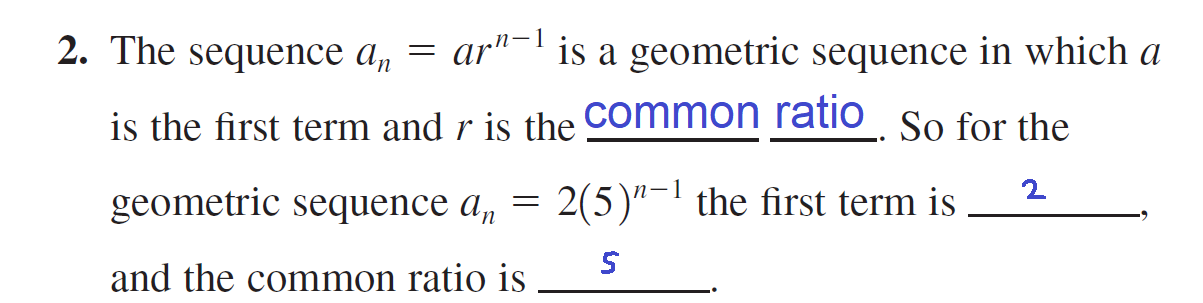 2. The sequence aₙ = arⁿ⁻¹ is a geometric sequence in which a
is the first term and r is the common ratio. So for the
geometric sequence aₙ = 2(5)ⁿ⁻¹ the first term is 2,
and the common ratio is 5.